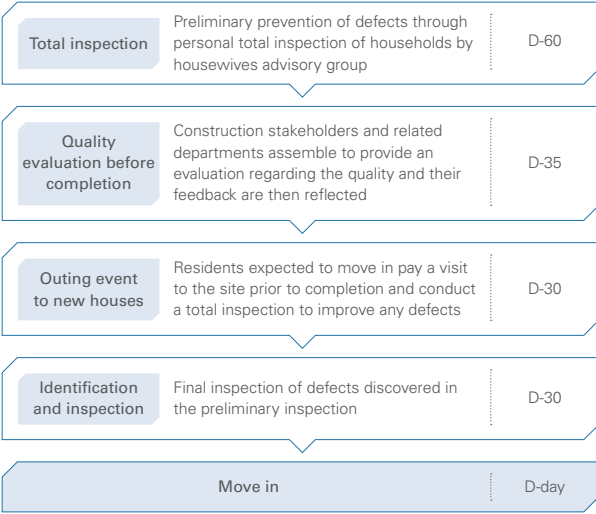 Total inspection
Preliminary prevention of defects through
personal total inspection of households by
housewives advisory group
D-60
Quality
evaluation before
completion
Construction stakeholders and related
departments assemble to provide an
evaluation regarding the quality and their
feedback are then reflected
D-35
Outing event
to new houses
Residents expected to move in pay a visit
to the site prior to completion and conduct
a total inspection to improve any defects
D-30
Identification
and inspection
Final inspection of defects discovered in
the preliminary inspection
D-30
Move in
D-day